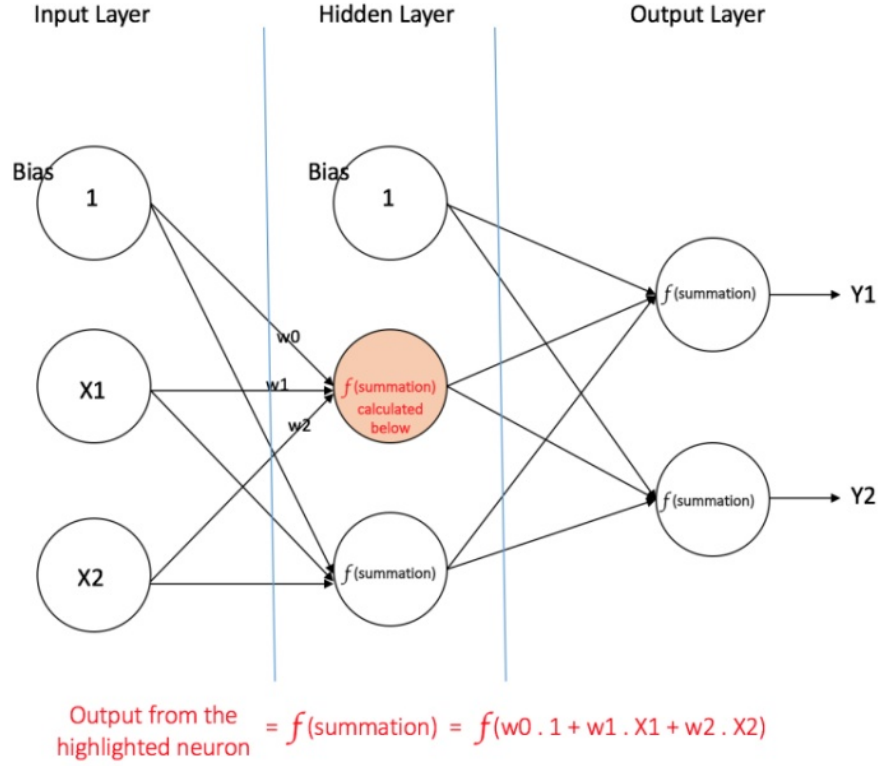 Input Layer
Hidden Layer
Output Layer
Bias
1
Bias
1
f(summation)
Y1
w0
X1
w1
f(summation)
calculated
below
w2
f(summation)
Y2
X2
f(summation)
Output from the
highlighted neuron
= f(summation) = f(w0 . 1 + w1 . X1 + w2 . X2)